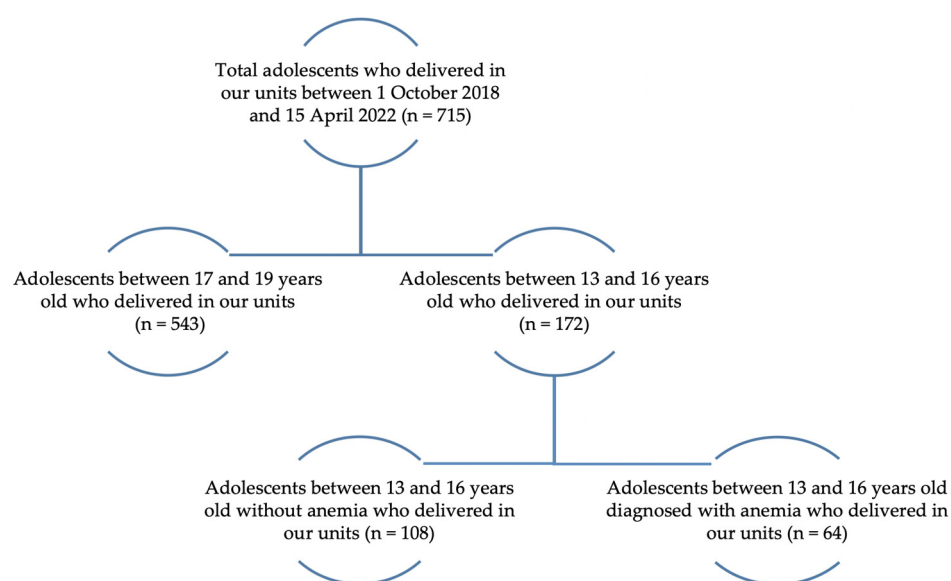 Total adolescents who delivered in
our units between 1 October 2018
and 15 April 2022 (n = 715)
Adolescents between 17 and 19 years
old who delivered in our units
(n = 543)
Adolescents between 13 and 16 years
old who delivered in our units
(n = 172)
Adolescents between 13 and 16 years
old without anemia who delivered in
our units (n = 108)
Adolescents between 13 and 16 years old
diagnosed with anemia who delivered in
our units (n = 64)